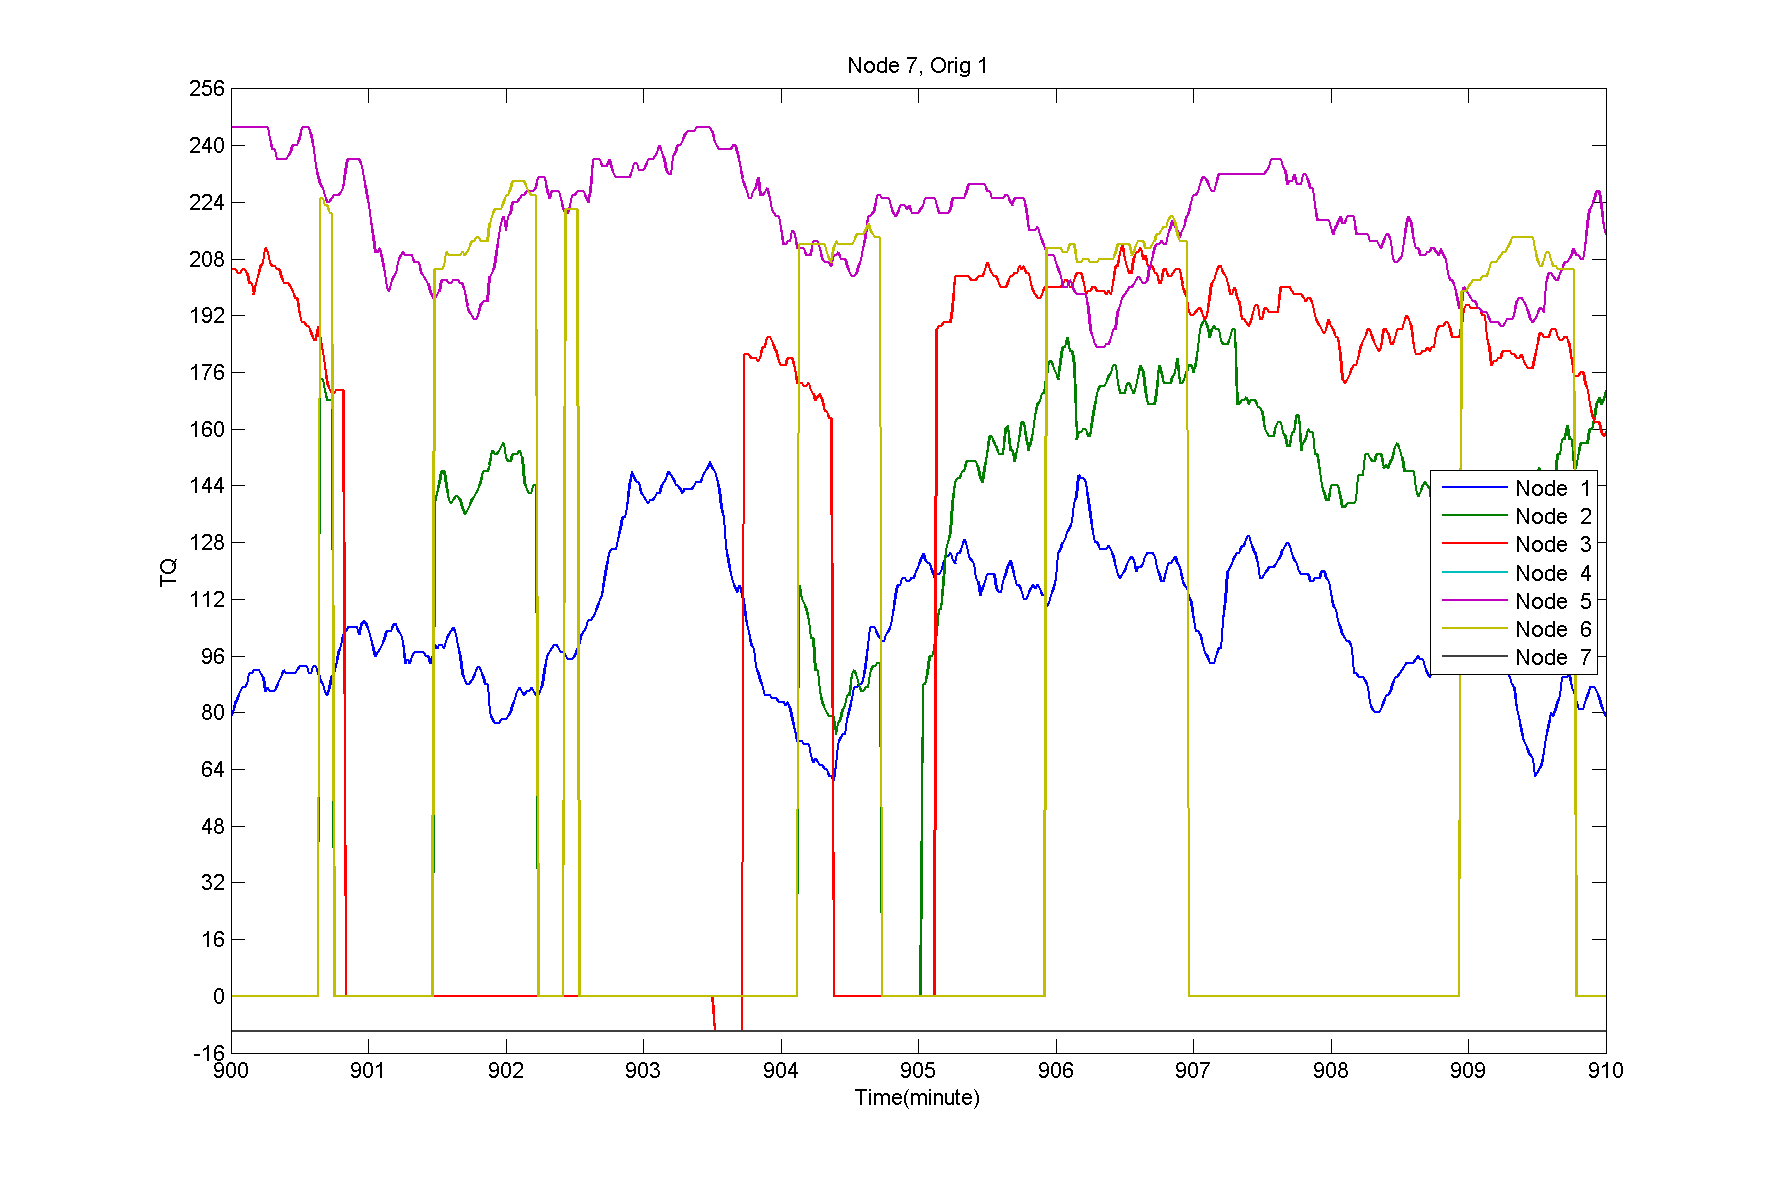 Node 7, Orig 1
256
240
224
208
192
176
160
144
128
112
96
80
64
48
32
16
0
-16
TQ
Node 1
Node 2
Node 3
Node 4
Node 5
Node 6
Node 7
900 901 902 903 904 905 906 907 908 909 910
Time(minute)